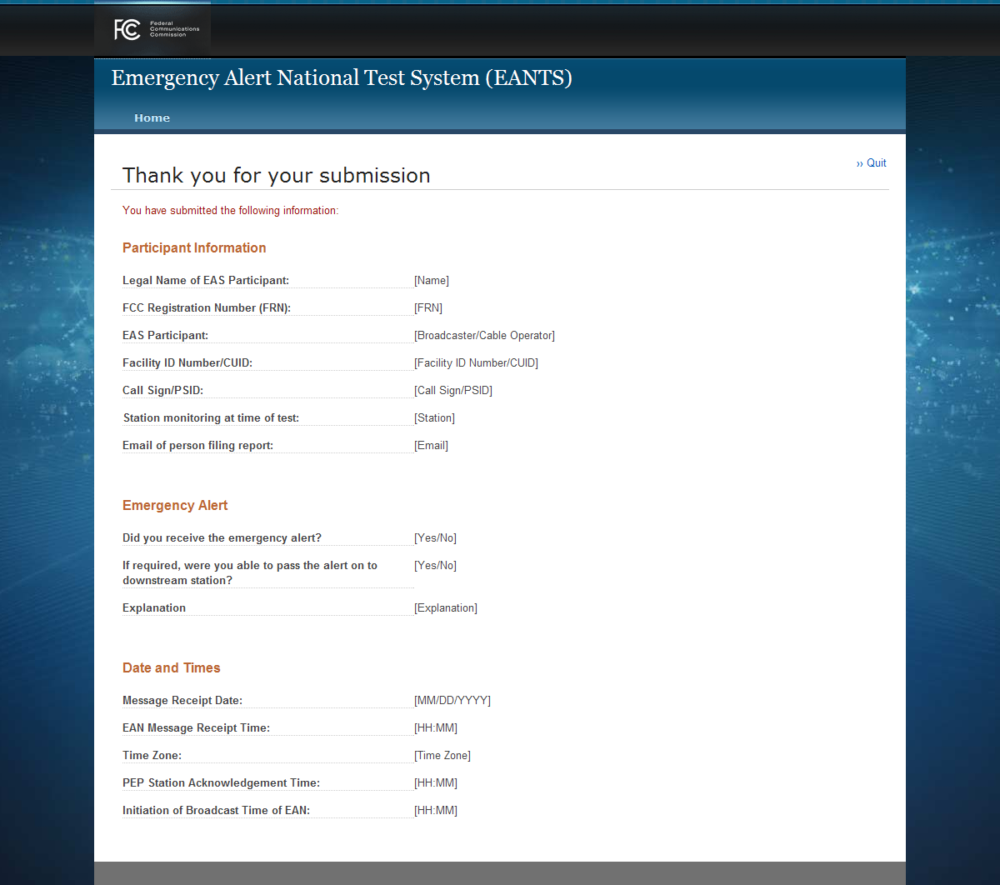 FCC Federal
Communications
Commission
Emergency Alert National Test System (EANTS)
Home
›› Quit
Thank you for your submission
You have submitted the following information:
Participant Information
Legal Name of EAS Participant: [Name]
FCC Registration Number (FRN): [FRN]
EAS Participant: [Broadcaster/Cable Operator]
Facility ID Number/CUID: [Facility ID Number/CUID]
Call Sign/PSID: [Call Sign/PSID]
Station monitoring at time of test: [Station]
Email of person filing report: [Email]
Emergency Alert
Did you receive the emergency alert? [Yes/No]
If required, were you able to pass the alert on to [Yes/No]
downstream station?
Explanation [Explanation]
Date and Times
Message Receipt Date: [MM/DD/YYYY]
EAN Message Receipt Time: [HH:MM]
Time Zone: [Time Zone]
PEP Station Acknowledgement Time: [HH:MM]
Initiation of Broadcast Time of EAN: [HH:MM]